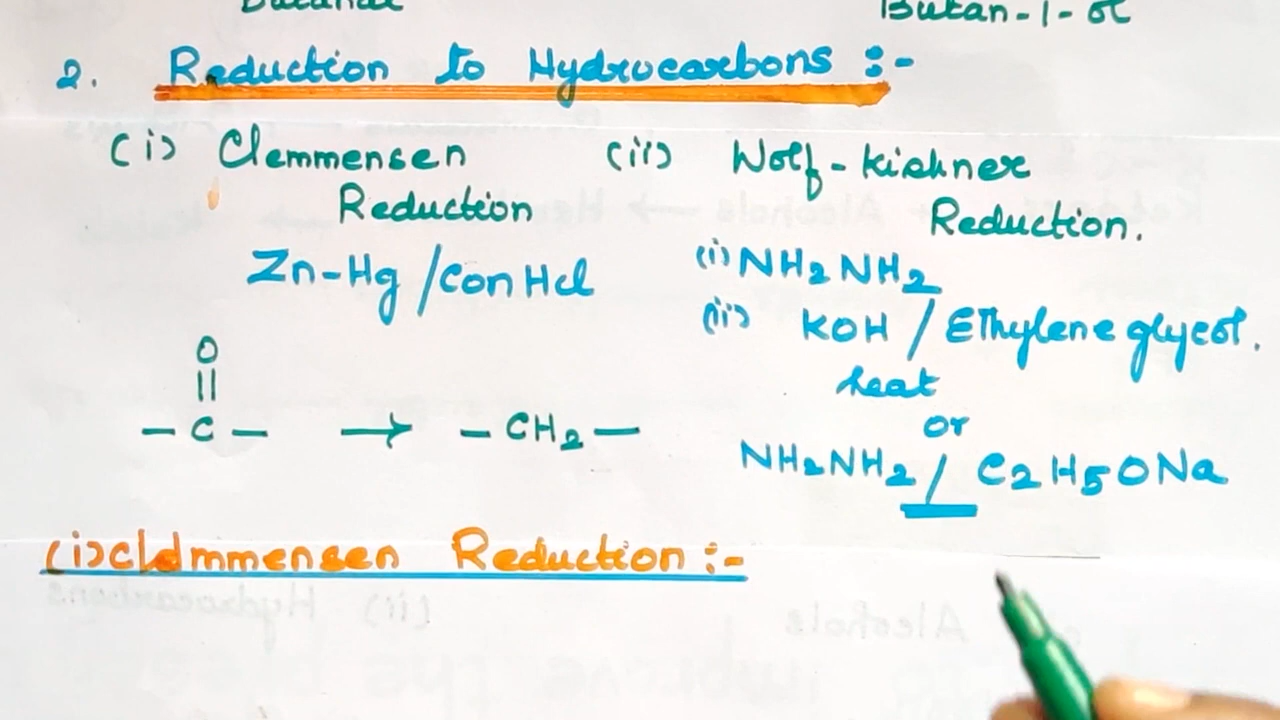 Butan-1-ol
2. Reduction to Hydrocarbons :-
(i) Clemmensen
Reduction
Zn-Hg /Con HCl
(ii) Wolf-kishner
Reduction.
(i) NH2NH2
(ii) KOH / Ethylene glycol.
heat
or
NH2NH2 / C2H5ONa
O
||
- C - → - CH2 -
(i) Clemmensen Reduction :-